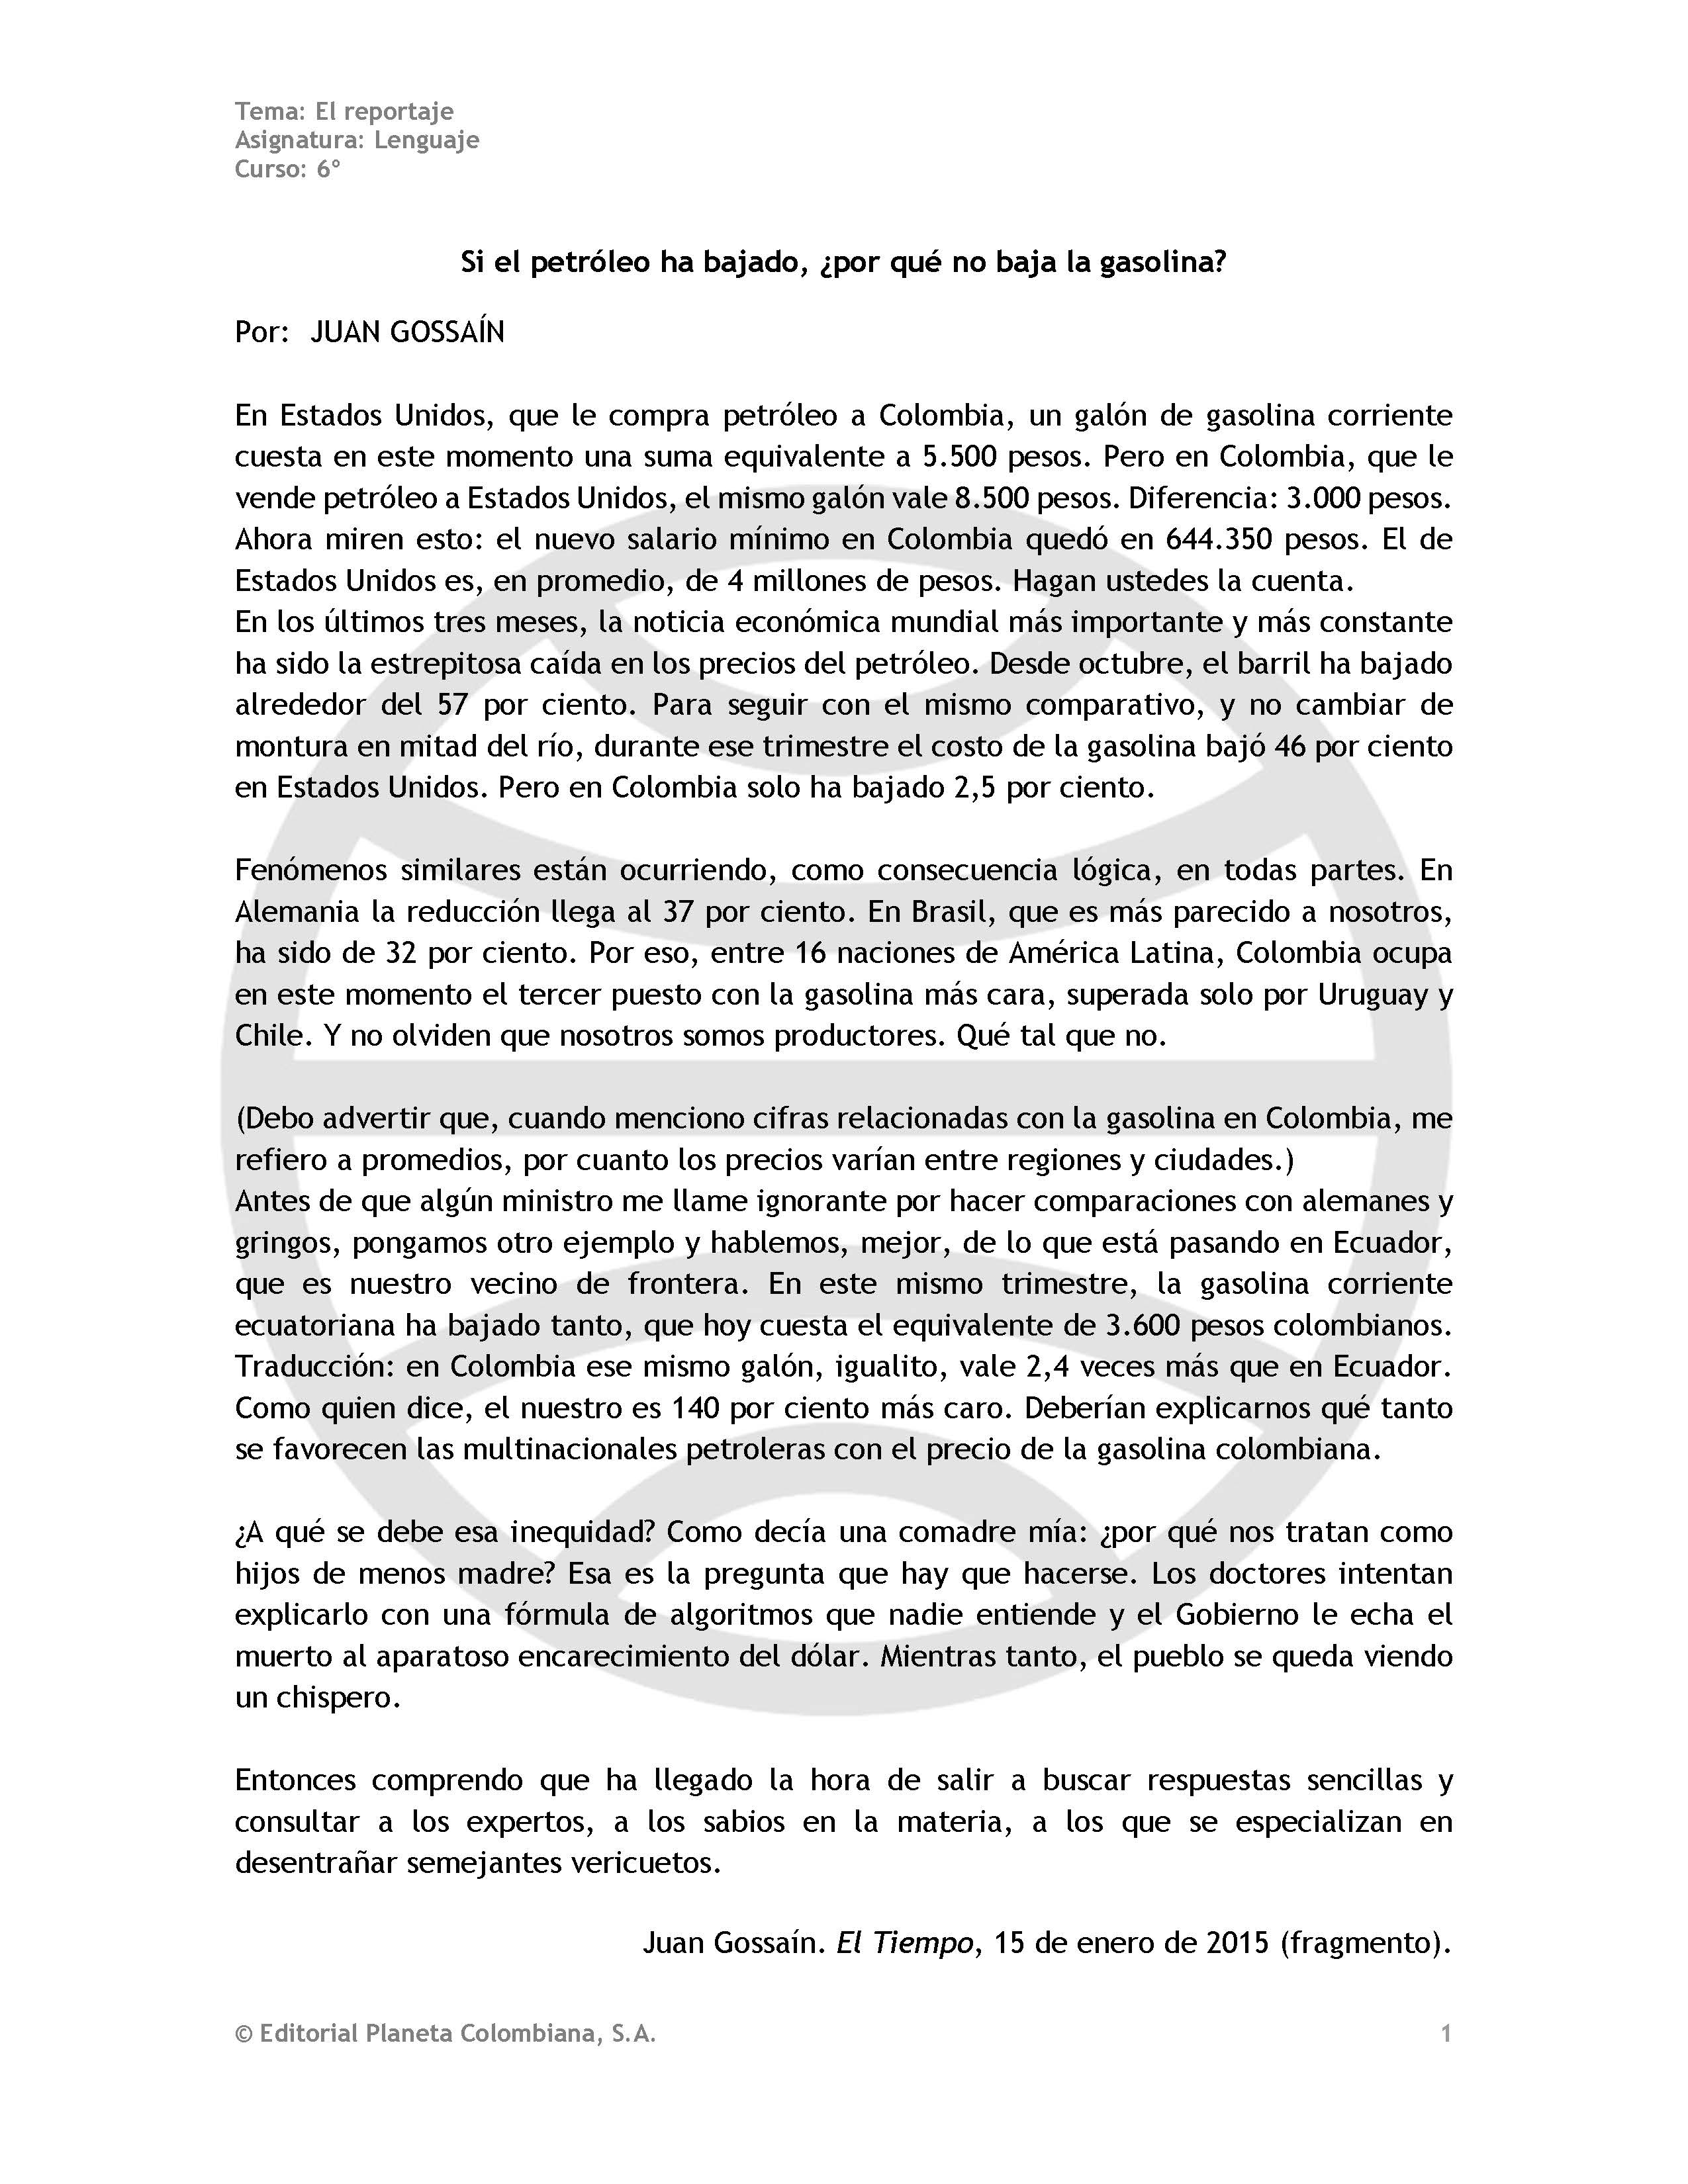 Tema: El reportaje
Asignatura: Lenguaje
Curso: 6°
Si el petróleo ha bajado, ¿por qué no baja la gasolina?
Por: JUAN GOSSAÍN
En Estados Unidos, que le compra petróleo a Colombia, un galón de gasolina corriente
cuesta en este momento una suma equivalente a 5.500 pesos. Pero en Colombia, que le
vende petróleo a Estados Unidos, el mismo galón vale 8.500 pesos. Diferencia: 3.000 pesos.
Ahora miren esto: el nuevo salario mínimo en Colombia quedó en 644.350 pesos. El de
Estados Unidos es, en promedio, de 4 millones de pesos. Hagan ustedes la cuenta.
En los últimos tres meses, la noticia económica mundial más importante y más constante
ha sido la estrepitosa caída en los precios del petróleo. Desde octubre, el barril ha bajado
alrededor del 57 por ciento. Para seguir con el mismo comparativo, y no cambiar de
montura en mitad del río, durante ese trimestre el costo de la gasolina bajó 46 por ciento
en Estados Unidos. Pero en Colombia solo ha bajado 2,5 por ciento.
Fenómenos similares están ocurriendo, como consecuencia lógica, en todas partes. En
Alemania la reducción llega al 37 por ciento. En Brasil, que es más parecido a nosotros,
ha sido de 32 por ciento. Por eso, entre 16 naciones de América Latina, Colombia ocupa
en este momento el tercer puesto con la gasolina más cara, superada solo por Uruguay y
Chile. Y no olviden que nosotros somos productores. Qué tal que no.
(Debo advertir que, cuando menciono cifras relacionadas con la gasolina en Colombia, me
refiero a promedios, por cuanto los precios varían entre regiones y ciudades.)
Antes de que algún ministro me llame ignorante por hacer comparaciones con alemanes y
gringos, pongamos otro ejemplo y hablemos, mejor, de lo que está pasando en Ecuador,
que es nuestro vecino de frontera. En este mismo trimestre, la gasolina corriente
ecuatoriana ha bajado tanto, que hoy cuesta el equivalente de 3.600 pesos colombianos.
Traducción: en Colombia ese mismo galón, igualito, vale 2,4 veces más que en Ecuador.
Como quien dice, el nuestro es 140 por ciento más caro. Deberían explicarnos qué tanto
se favorecen las multinacionales petroleras con el precio de la gasolina colombiana.
¿A qué se debe esa inequidad? Como decía una comadre mía: ¿por qué nos tratan como
hijos de menos madre? Esa es la pregunta que hay que hacerse. Los doctores intentan
explicarlo con una fórmula de algoritmos que nadie entiende y el Gobierno le echa el
muerto al aparatoso encarecimiento del dólar. Mientras tanto, el pueblo se queda viendo
un chispero.
Entonces comprendo que ha llegado la hora de salir a buscar respuestas sencillas y
consultar a los expertos, a los sabios en la materia, a los que se especializan en
desentrañar semejantes vericuetos.
Juan Gossaín. El Tiempo, 15 de enero de 2015 (fragmento).
© Editorial Planeta Colombiana, S.A. 1